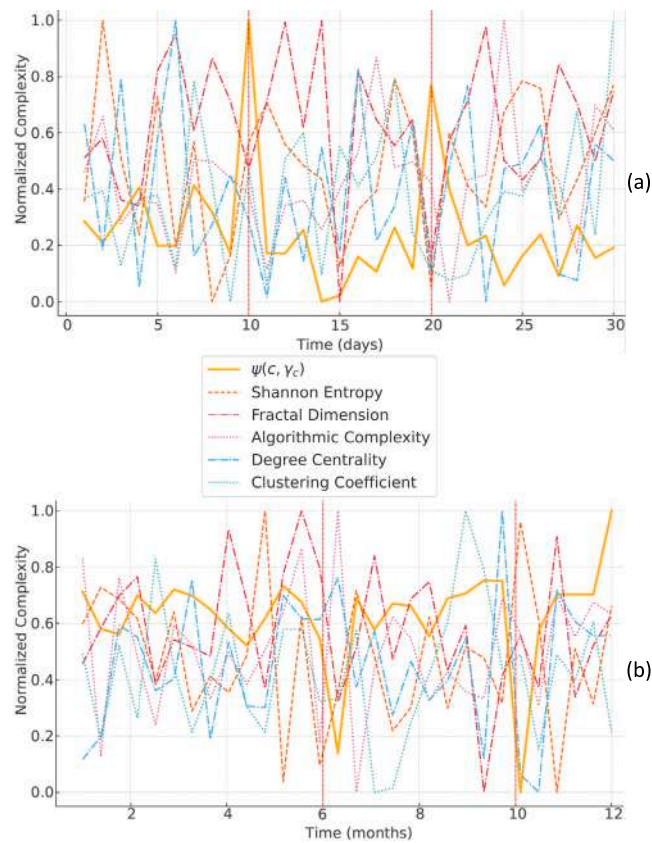 1.0
0.8
0.6
0.4
0.2
0.0
Normalized Complexity
(a)
0 5 10 15 20 25 30
Time (days)
ψ(c, γc)
Shannon Entropy
Fractal Dimension
Algorithmic Complexity
Degree Centrality
Clustering Coefficient
1.0
0.8
0.6
0.4
0.2
0.0
Normalized Complexity
(b)
2 4 6 8 10 12
Time (months)